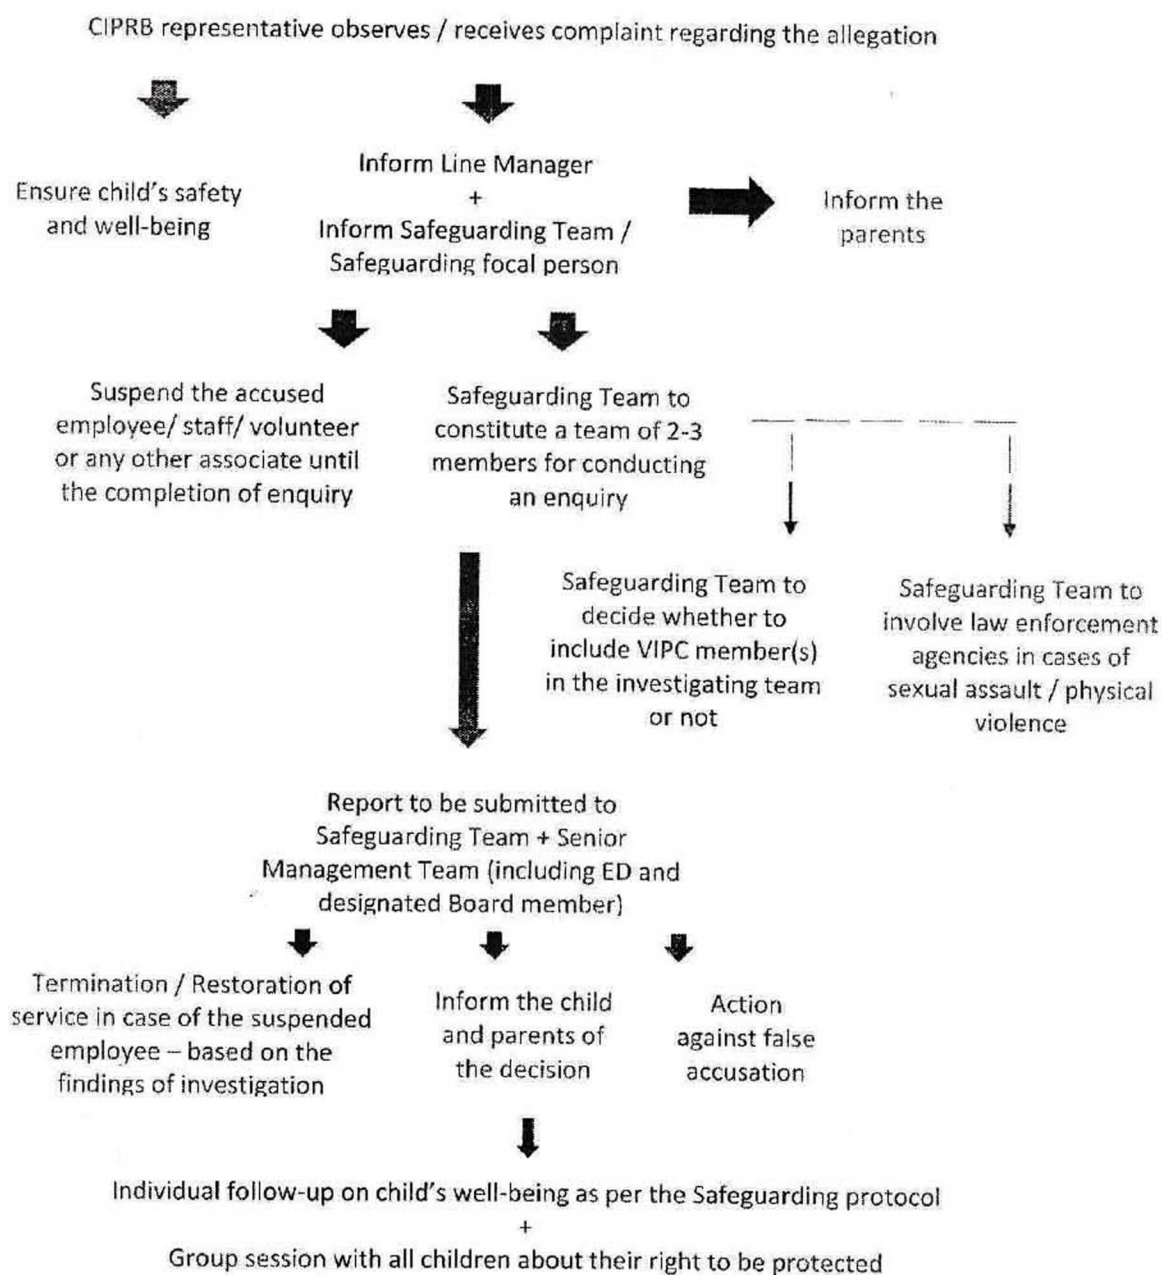 CIPRB representative observes / receives complaint regarding the allegation
Ensure child's safety
and well-being
Inform Line Manager
+
Inform Safeguarding Team /
Safeguarding focal person
Inform the
parents
Suspend the accused
employee/ staff/ volunteer
or any other associate until
the completion of enquiry
Safeguarding Team to
constitute a team of 2-3
members for conducting
an enquiry
Safeguarding Team to
decide whether to
include VIPC member(s)
in the investigating team
or not
Safeguarding Team to
involve law enforcement
agencies in cases of
sexual assault / physical
violence
Report to be submitted to
Safeguarding Team + Senior
Management Team (including ED and
designated Board member)
Termination / Restoration of
service in case of the suspended
employee – based on the
findings of investigation
Inform the child
and parents of
the decision
Action
against false
accusation
Individual follow-up on child's well-being as per the Safeguarding protocol
+
Group session with all children about their right to be protected